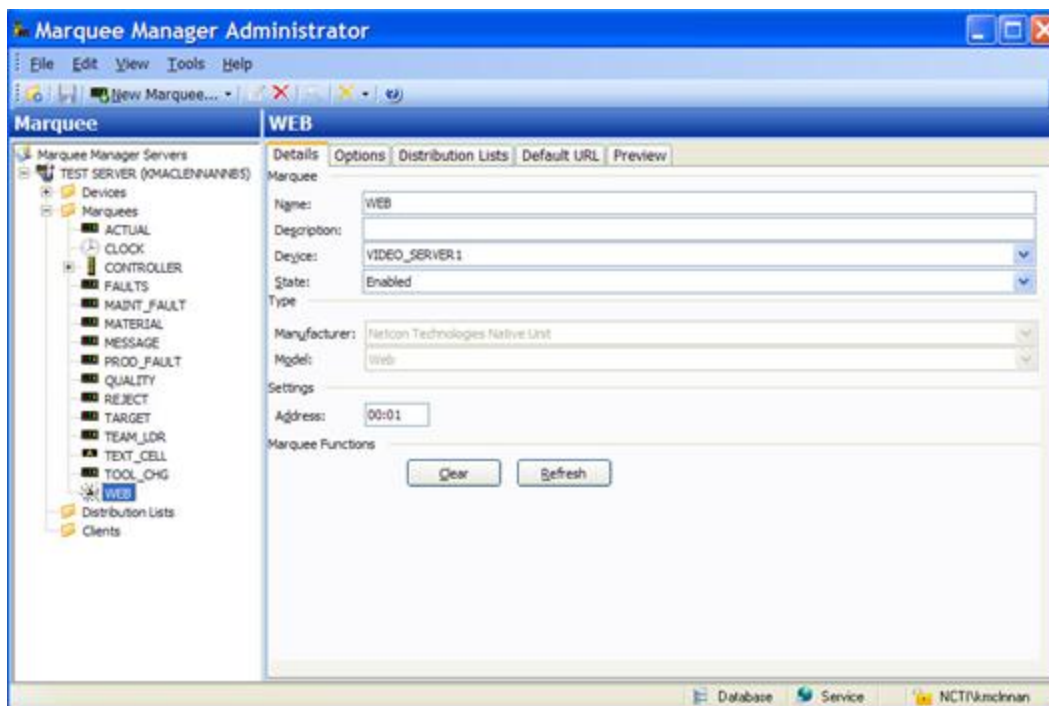 Marquee Manager Administrator
File Edit View Tools Help
New Marquee...
Marquee
WEB
Marquee Manager Servers
TEST SERVER (KMACLENNANNB5)
Devices
Marquees
ACTUAL
CLOCK
CONTROLLER
FAULTS
MAINT_FAULT
MATERIAL
MESSAGE
PROD_FAULT
QUALITY
REJECT
TARGET
TEAM_LDR
TEXT_CELL
TOOL_CHG
WEB
Distribution Lists
Clients
Details Options Distribution Lists Default URL Preview
Marquee
Name: WEB
Description:
Device: VIDEO_SERVER1
State: Enabled
Type
Manufacturer: Netcon Technologies Native Unit
Model: Web
Settings
Address: 00:01
Marquee Functions
Clear Refresh
Database Service